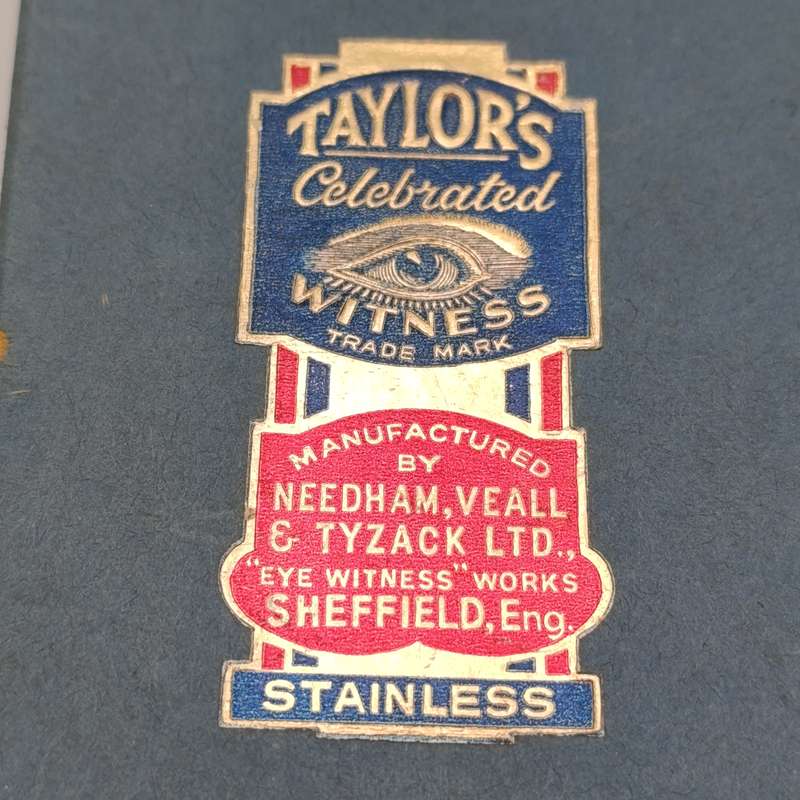 TAYLOR'S
Celebrated
WITNESS
TRADE MARK
MANUFACTURED
BY
NEEDHAM, VEALL
& TYZACK LTD.,
"EYE WITNESS" WORKS
SHEFFIELD, Eng.
STAINLESS